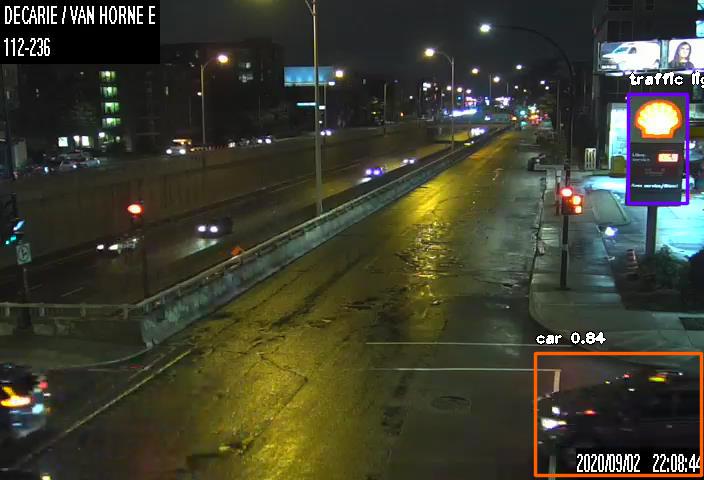 DECARIE / VAN HORNE E
112-236
traffic lig
car 0.84
2020/09/02 22:08:44